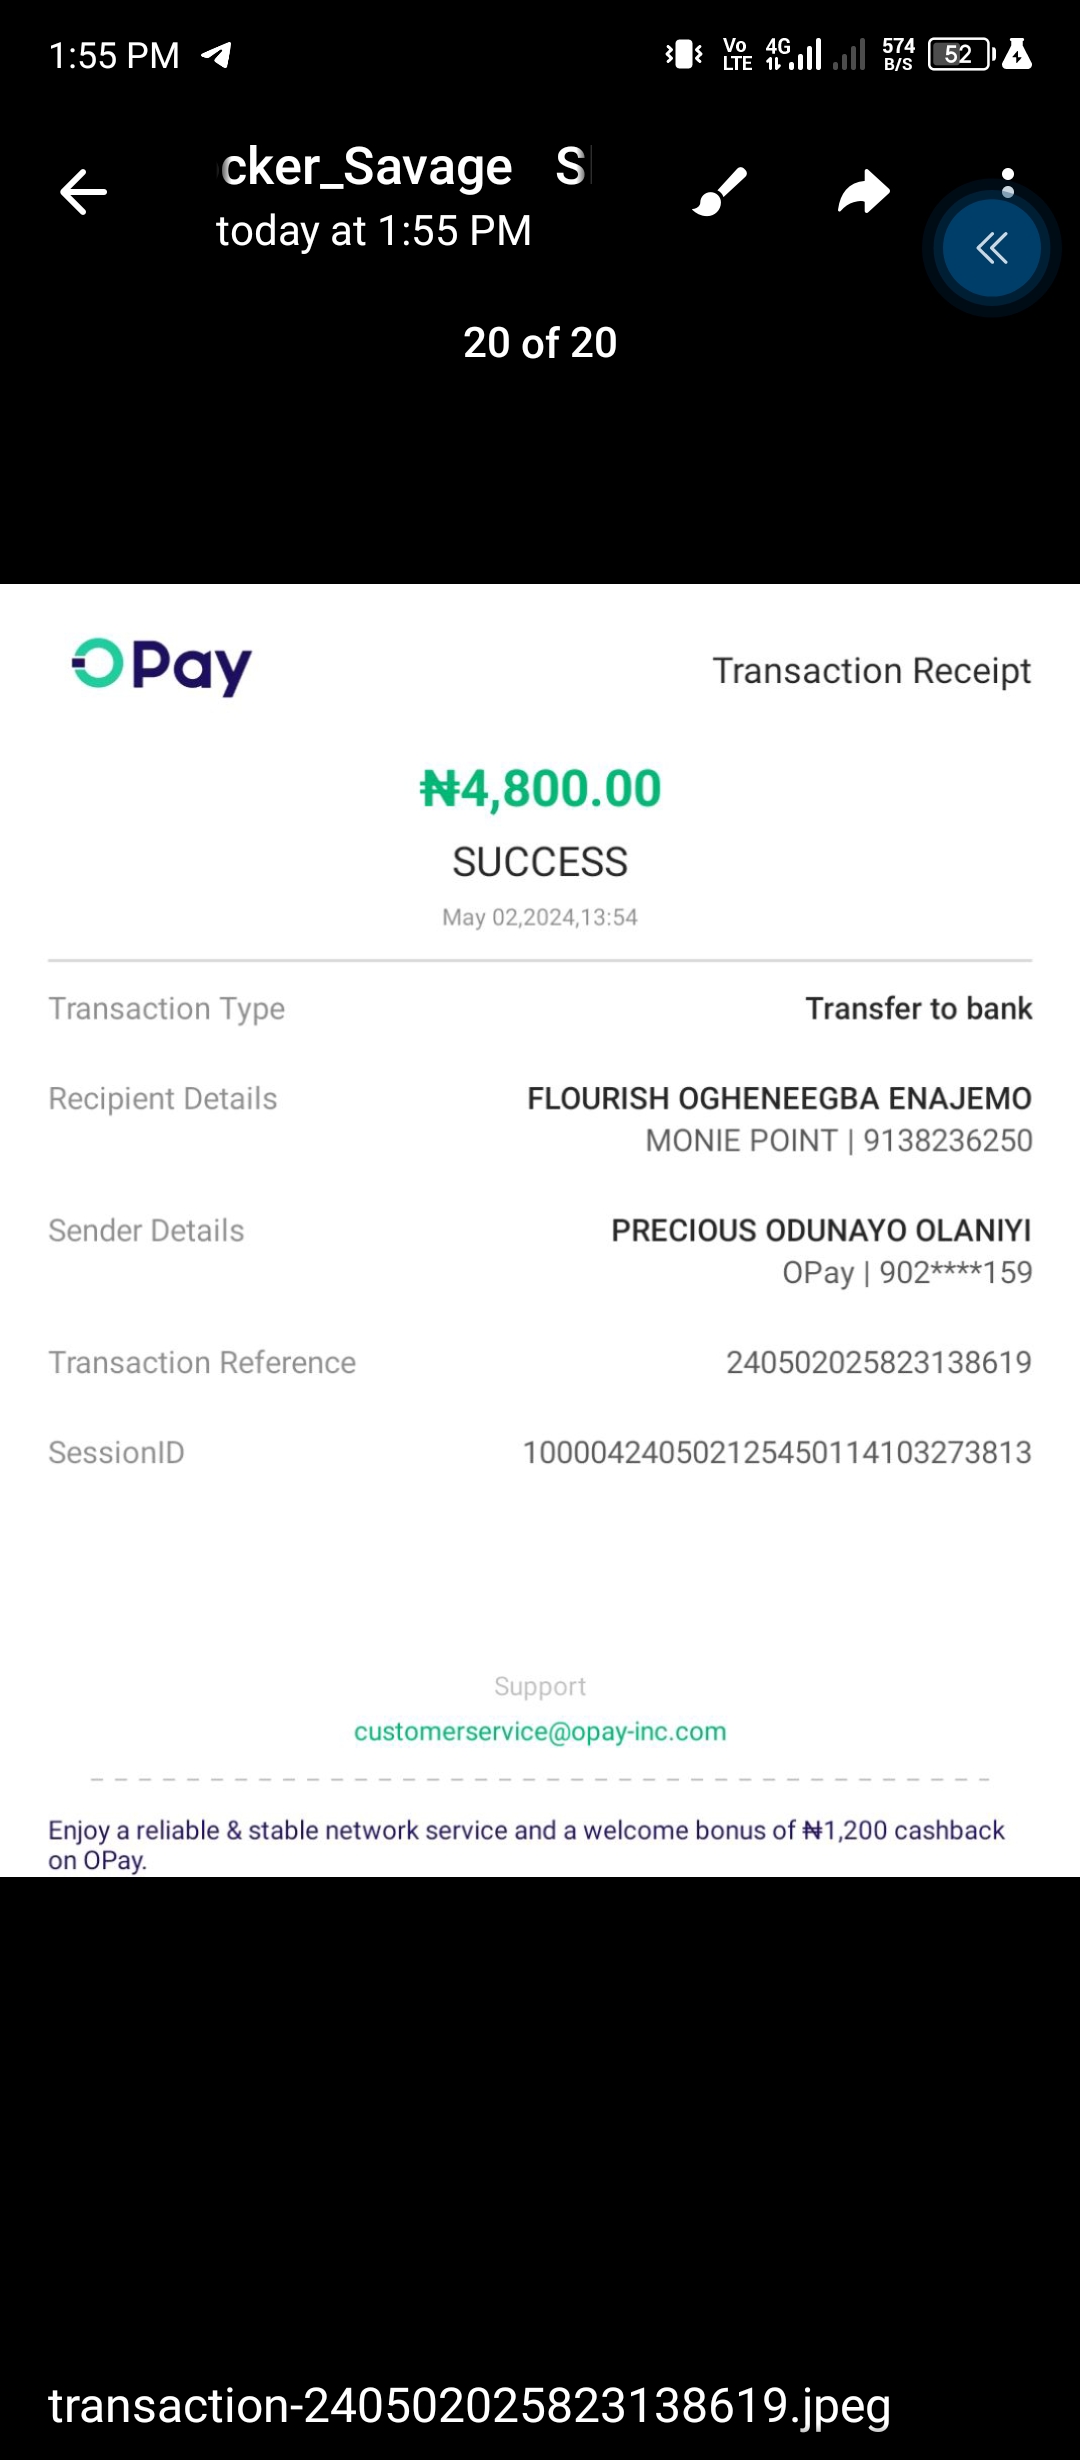 1:55 PM
Vo LTE 4G 574 B/S 52
cker_Savage S
today at 1:55 PM
20 of 20
OPay
Transaction Receipt
₦4,800.00
SUCCESS
May 02,2024,13:54
Transaction Type Transfer to bank
Recipient Details FLOURISH OGHENEEGBA ENAJEMO
MONIE POINT | 9138236250
Sender Details PRECIOUS ODUNAYO OLANIYI
OPay | 902****159
Transaction Reference 240502025823138619
SessionID 100004240502125450114103273813
Support
customerservice@opay-inc.com
Enjoy a reliable & stable network service and a welcome bonus of ₦1,200 cashback
on OPay.
transaction-240502025823138619.jpeg